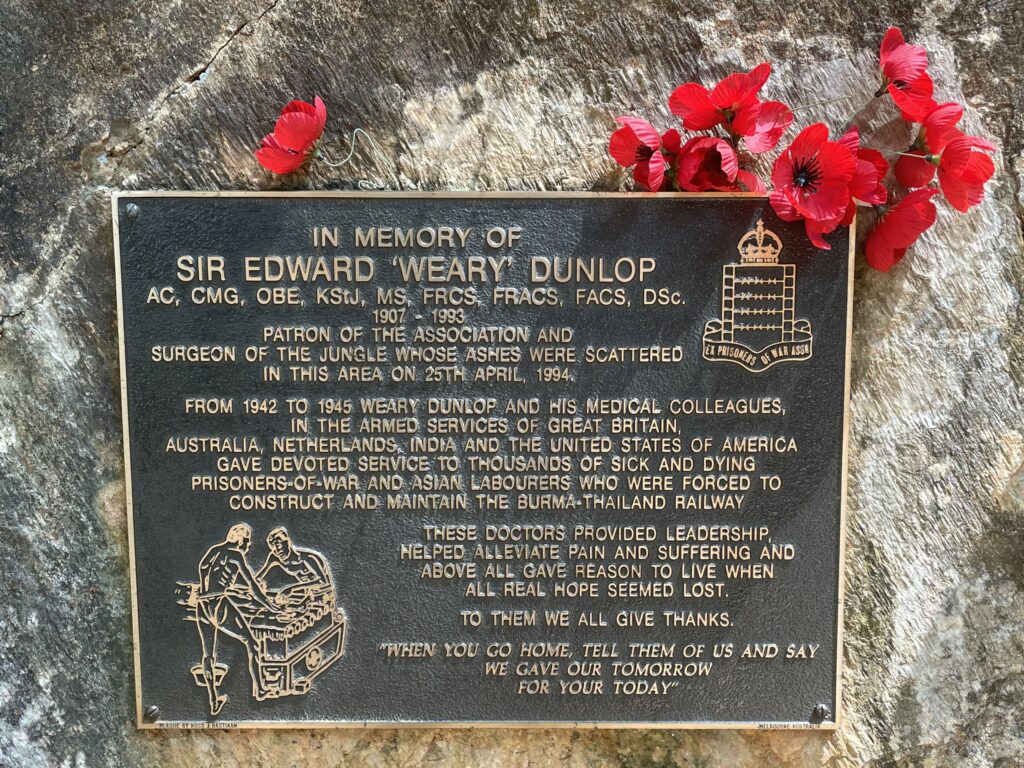 IN MEMORY OF
SIR EDWARD 'WEARY' DUNLOP
AC, CMG, OBE, KStJ, MS, FRCS, FRACS, FACS, DSc.
1907 - 1993
PATRON OF THE ASSOCIATION AND
SURGEON OF THE JUNGLE WHOSE ASHES WERE SCATTERED
IN THIS AREA ON 25TH APRIL, 1994.
EX PRISONERS OF WAR ASSN
FROM 1942 TO 1945 WEARY DUNLOP AND HIS MEDICAL COLLEAGUES,
IN THE ARMED SERVICES OF GREAT BRITAIN,
AUSTRALIA, NETHERLANDS, INDIA AND THE UNITED STATES OF AMERICA
GAVE DEVOTED SERVICE TO THOUSANDS OF SICK AND DYING
PRISONERS-OF-WAR AND ASIAN LABOURERS WHO WERE FORCED TO
CONSTRUCT AND MAINTAIN THE BURMA-THAILAND RAILWAY
THESE DOCTORS PROVIDED LEADERSHIP,
HELPED ALLEVIATE PAIN AND SUFFERING AND
ABOVE ALL GAVE REASON TO LIVE WHEN
ALL REAL HOPE SEEMED LOST.
TO THEM WE ALL GIVE THANKS.
"WHEN YOU GO HOME, TELL THEM OF US AND SAY
WE GAVE OUR TOMORROW
FOR YOUR TODAY"
PLAQUE BY ROSS J BASTIAAN
MELBOURNE AUSTRALIA